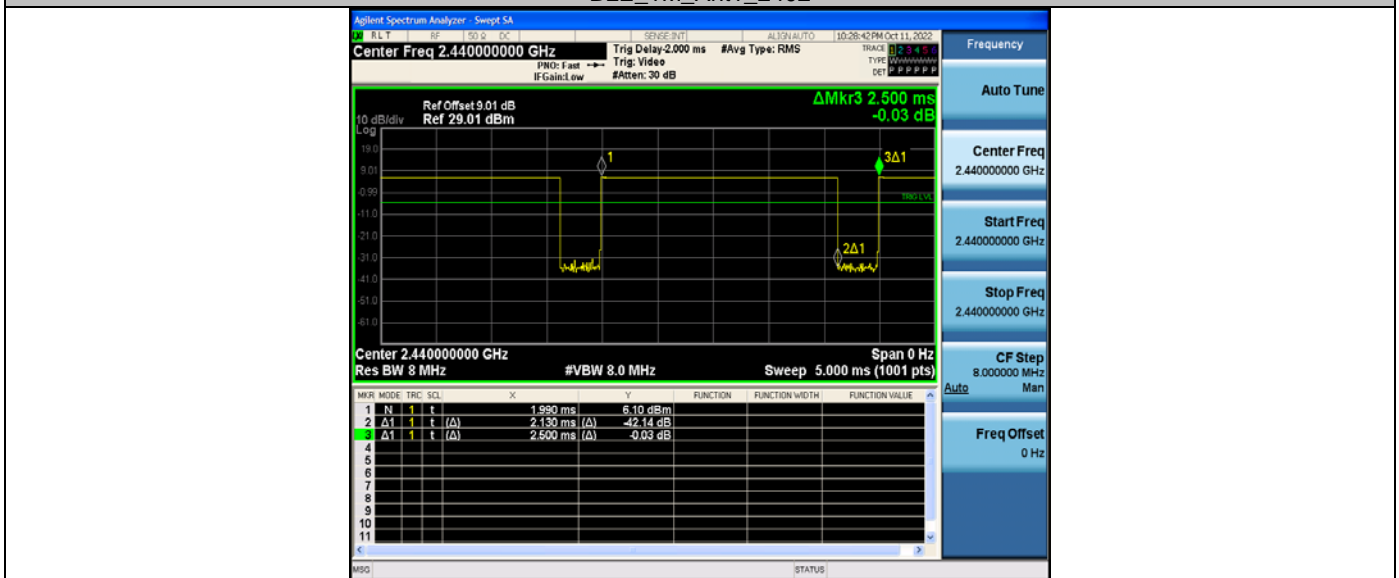 Agilent Spectrum Analyzer - Swept SA
RLT RF 50 Ω DC SENSE:INT ALIGN AUTO 10:28:42 PM Oct 11, 2022
Center Freq 2.440000000 GHz Trig Delay-2.000 ms #Avg Type: RMS TRACE 1 2 3 4 5 6
PNO: Fast Trig: Video TYPE WWWWWW
IFGain:Low #Atten: 30 dB DET P P P P P P
Frequency
Auto Tune
Center Freq
2.440000000 GHz
Start Freq
2.440000000 GHz
Stop Freq
2.440000000 GHz
CF Step
8.000000 MHz
Auto Man
Freq Offset
0 Hz
ΔMkr3 2.500 ms
-0.03 dB
Ref Offset 9.01 dB
10 dB/div Ref 29.01 dBm
Log
19.0
9.01
-0.99
-11.0
-21.0
-31.0
-41.0
-51.0
-61.0
1
3Δ1
TRIG LVL
2Δ1
Center 2.440000000 GHz Span 0 Hz
Res BW 8 MHz #VBW 8.0 MHz Sweep 5.000 ms (1001 pts)
MKR MODE TRC SCL X Y FUNCTION FUNCTION WIDTH FUNCTION VALUE
1 N 1 t 1.990 ms 6.10 dBm
2 Δ1 1 t (Δ) 2.130 ms (Δ) -42.14 dB
3 Δ1 1 t (Δ) 2.500 ms (Δ) -0.03 dB
4
5
6
7
8
9
10
11
MSG STATUS